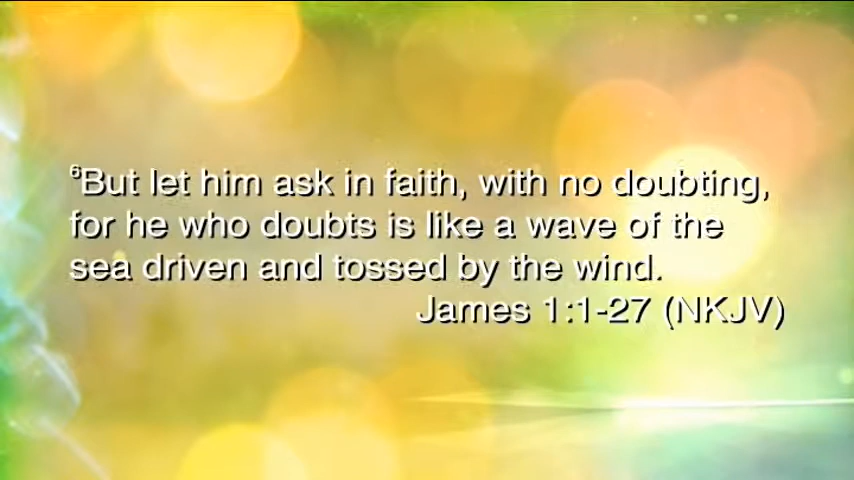 ⁶But let him ask in faith, with no doubting,
for he who doubts is like a wave of the
sea driven and tossed by the wind.
James 1:1-27 (NKJV)